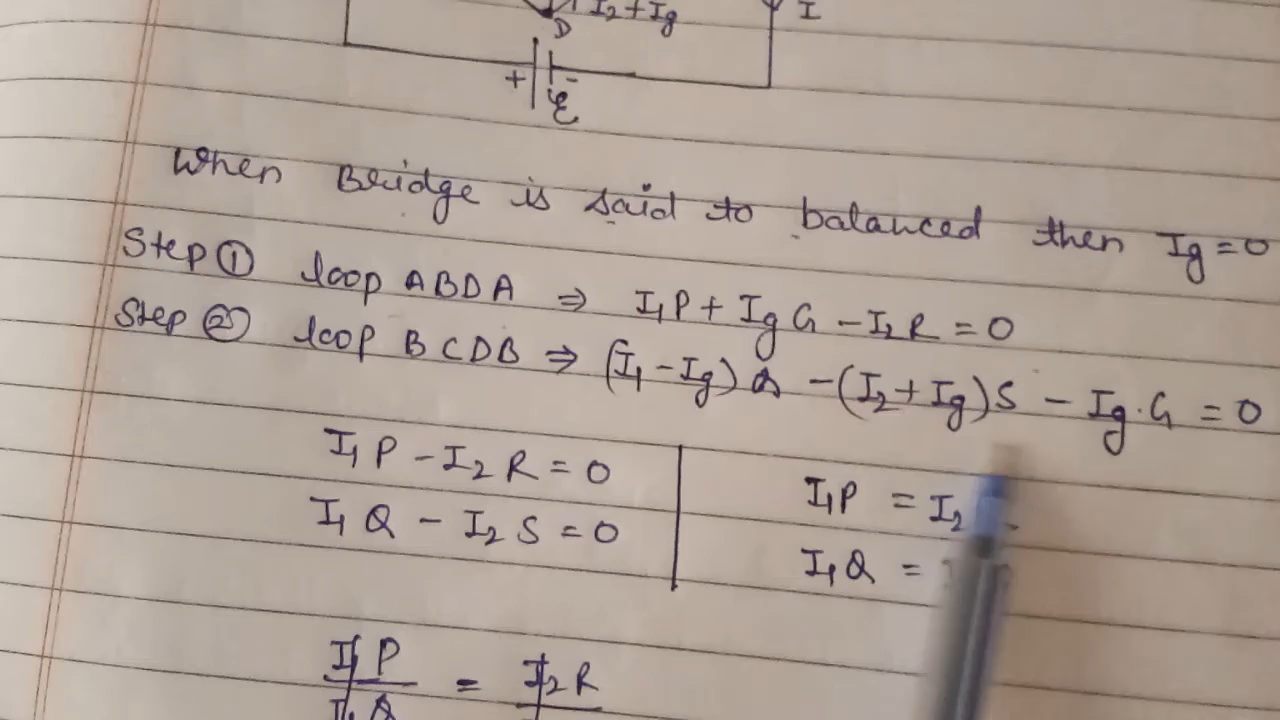 I₂+Ig I
D
+ -
ε
When Bridge is said to balanced then Ig=0
Step ① loop ABDA ⇒ I₁P + IgG - I₂R = 0
Step ② loop BCDB ⇒ (I₁ - Ig)Q - (I₂+Ig)S - Ig.G = 0
I₁P - I₂R = 0
I₁Q - I₂S = 0
I₁P = I₂
I₁Q =
I₁P = I₂R
I₁Q